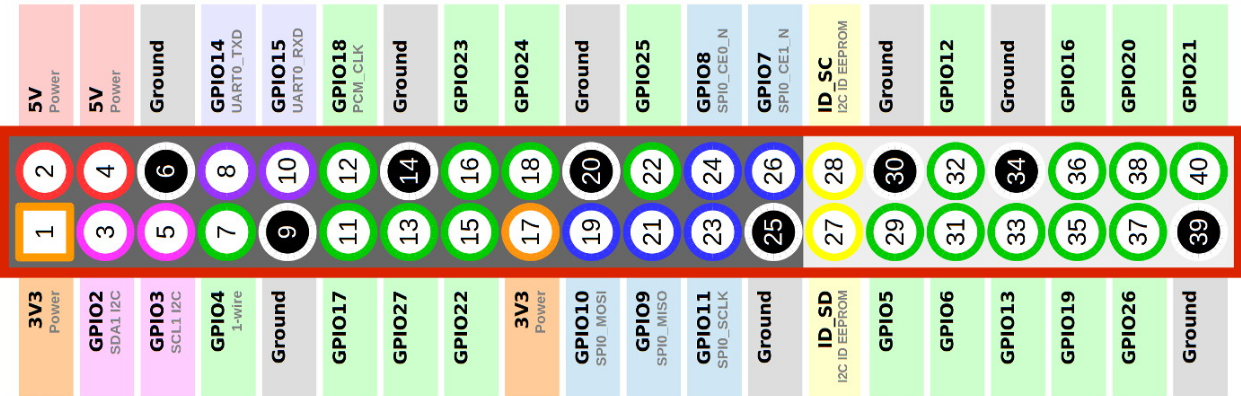 5V
Power
5V
Power
Ground
GPIO14
UART0_TXD
GPIO15
UART0_RXD
GPIO18
PCM_CLK
Ground
GPIO23
GPIO24
Ground
GPIO25
GPIO8
SPI0_CE0_N
GPIO7
SPI0_CE1_N
ID_SC
I2C ID EEPROM
Ground
GPIO12
Ground
GPIO16
GPIO20
GPIO21
2 4 6 8 10 12 14 16 18 20 22 24 26 28 30 32 34 36 38 40
1 3 5 7 9 11 13 15 17 19 21 23 25 27 29 31 33 35 37 39
3V3
Power
GPIO2
SDA1 I2C
GPIO3
SCL1 I2C
GPIO4
1-wire
Ground
GPIO17
GPIO27
GPIO22
3V3
Power
GPIO10
SPI0_MOSI
GPIO9
SPI0_MISO
GPIO11
SPI0_SCLK
Ground
ID_SD
I2C ID EEPROM
GPIO5
GPIO6
GPIO13
GPIO19
GPIO26
Ground